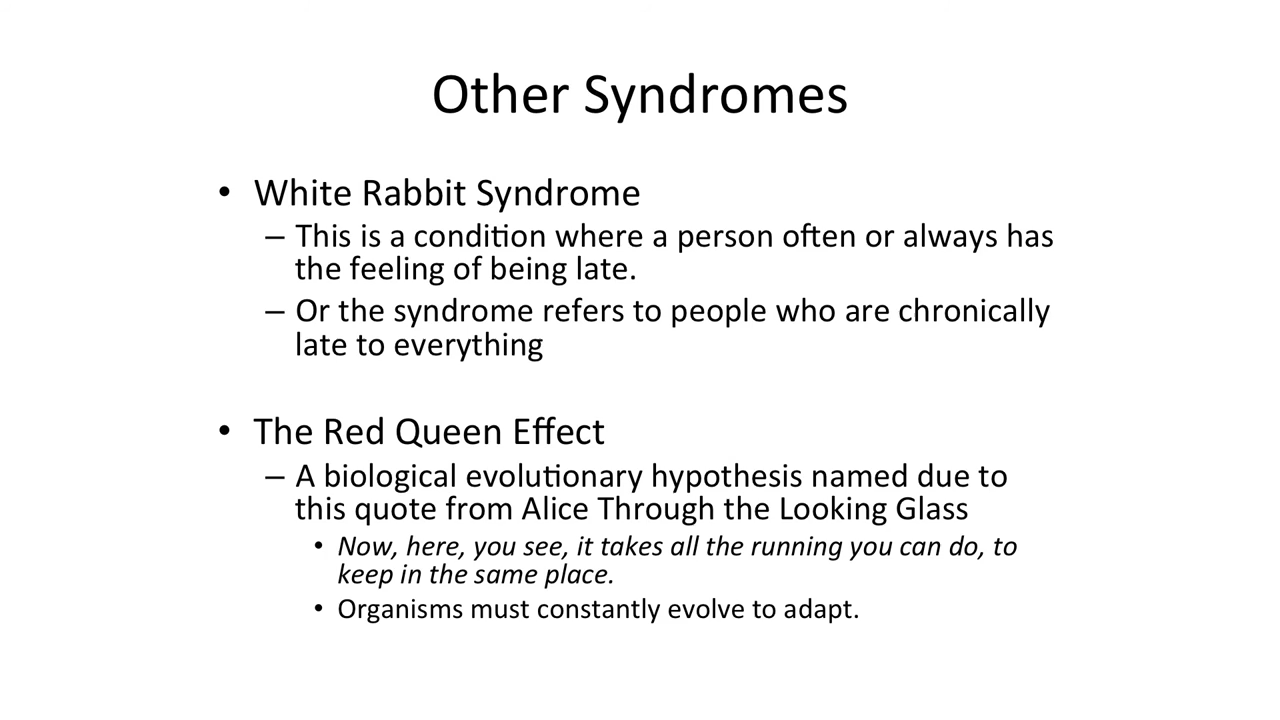 Other Syndromes
• White Rabbit Syndrome
– This is a condition where a person often or always has
the feeling of being late.
– Or the syndrome refers to people who are chronically
late to everything
• The Red Queen Effect
– A biological evolutionary hypothesis named due to
this quote from Alice Through the Looking Glass
• Now, here, you see, it takes all the running you can do, to
keep in the same place.
• Organisms must constantly evolve to adapt.